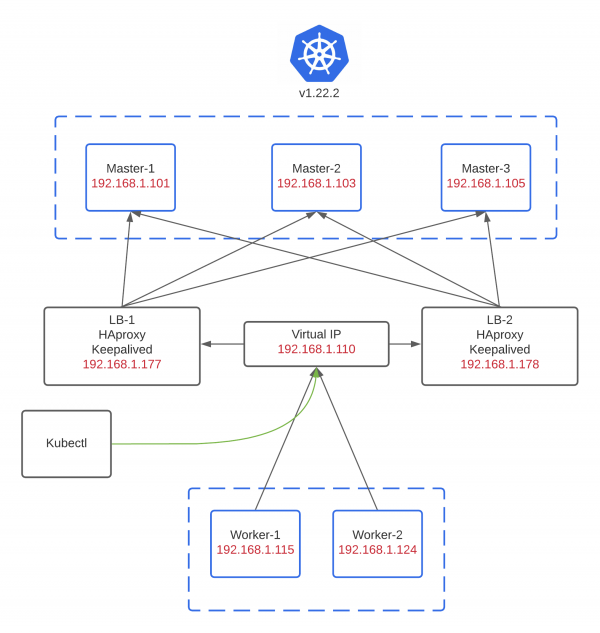 v1.22.2
Master-1
192.168.1.101
Master-2
192.168.1.103
Master-3
192.168.1.105
LB-1
HAproxy
Keepalived
192.168.1.177
Virtual IP
192.168.1.110
LB-2
HAproxy
Keepalived
192.168.1.178
Kubectl
Worker-1
192.168.1.115
Worker-2
192.168.1.124